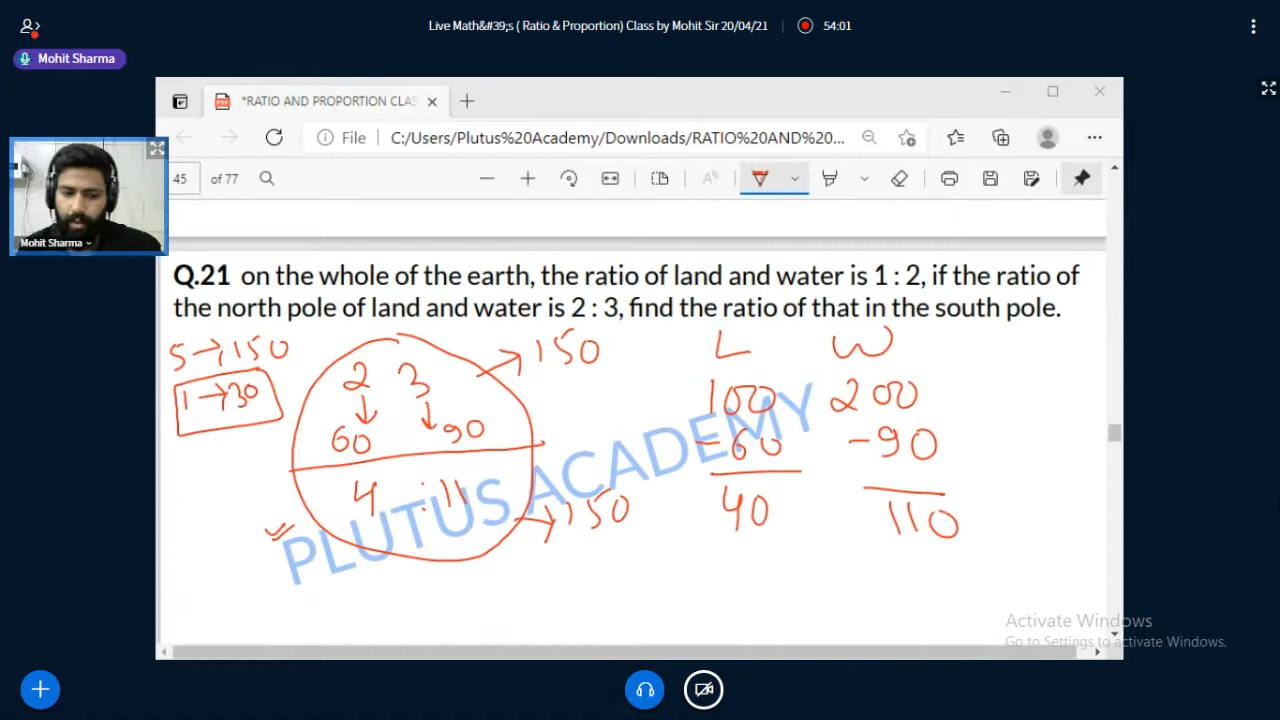 Live Math&#39;s ( Ratio & Proportion) Class by Mohit Sir 20/04/21
54:01
Mohit Sharma
*RATIO AND PROPORTION CLAS
File
C:/Users/Plutus%20Academy/Downloads/RATIO%20AND%20...
45
of 77
Mohit Sharma
Q.21 on the whole of the earth, the ratio of land and water is 1 : 2, if the ratio of
the north pole of land and water is 2 : 3, find the ratio of that in the south pole.
5 → 150
1 → 30
2 3
60 90
4 : 11
→ 150
→ 150
L W
100 200
- 60 - 90
40 110
PLUTUS ACADEMY
Activate Windows
Go to Settings to activate Windows.